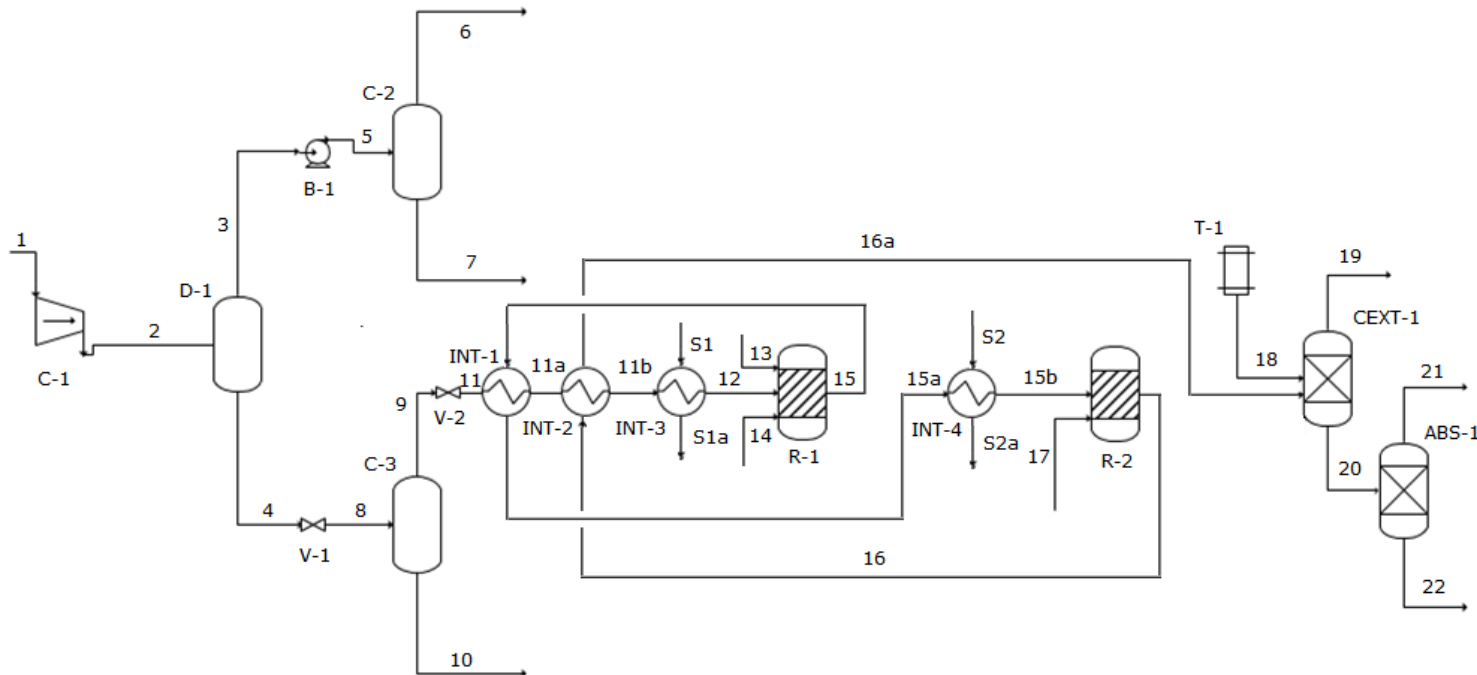 6
C-2
5
B-1
3
7
1
D-1
2
C-1
16a
T-1
19
CEXT-1
18
S1
S2
INT-1
11
11a
11b
12
13
15
15a
15b
9
V-2
INT-2
INT-3
S1a
14
R-1
INT-4
S2a
17
R-2
21
ABS-1
20
C-3
4
8
V-1
16
22
10